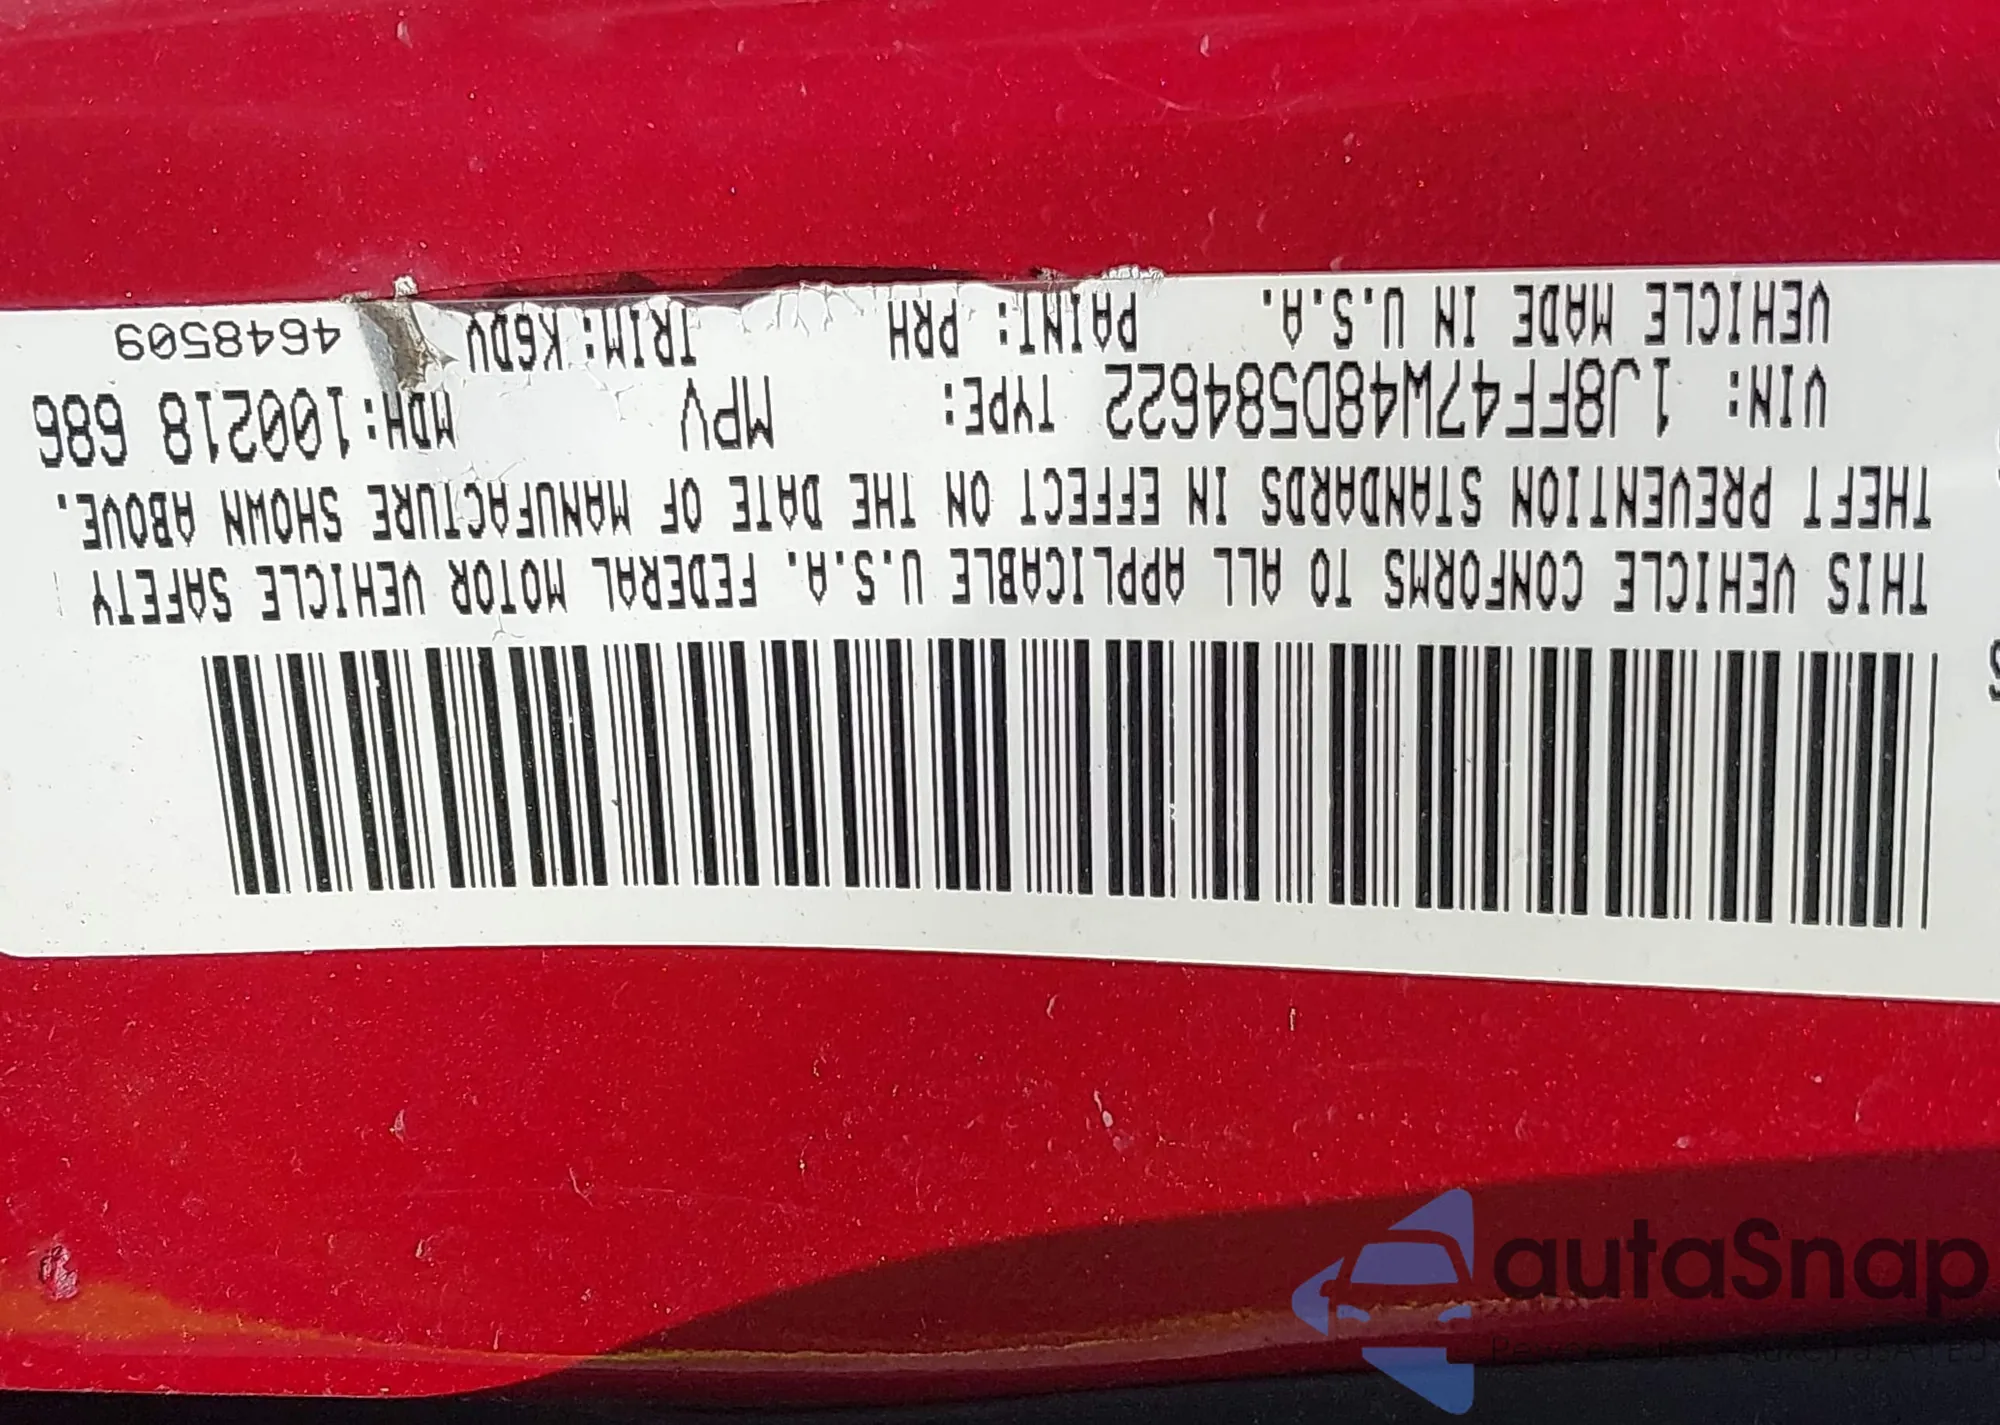 THIS VEHICLE CONFORMS TO ALL APPLICABLE U.S.A. FEDERAL MOTOR VEHICLE SAFETY
THEFT PREVENTION STANDARDS IN EFFECT ON THE DATE OF MANUFACTURE SHOWN ABOVE.
VIN: 1J8FF47W48D584622 TYPE: MPV MDH:100218 686
VEHICLE MADE IN U.S.A. PAINT: PRH TRIM:K6DV 4648509
autaSnap